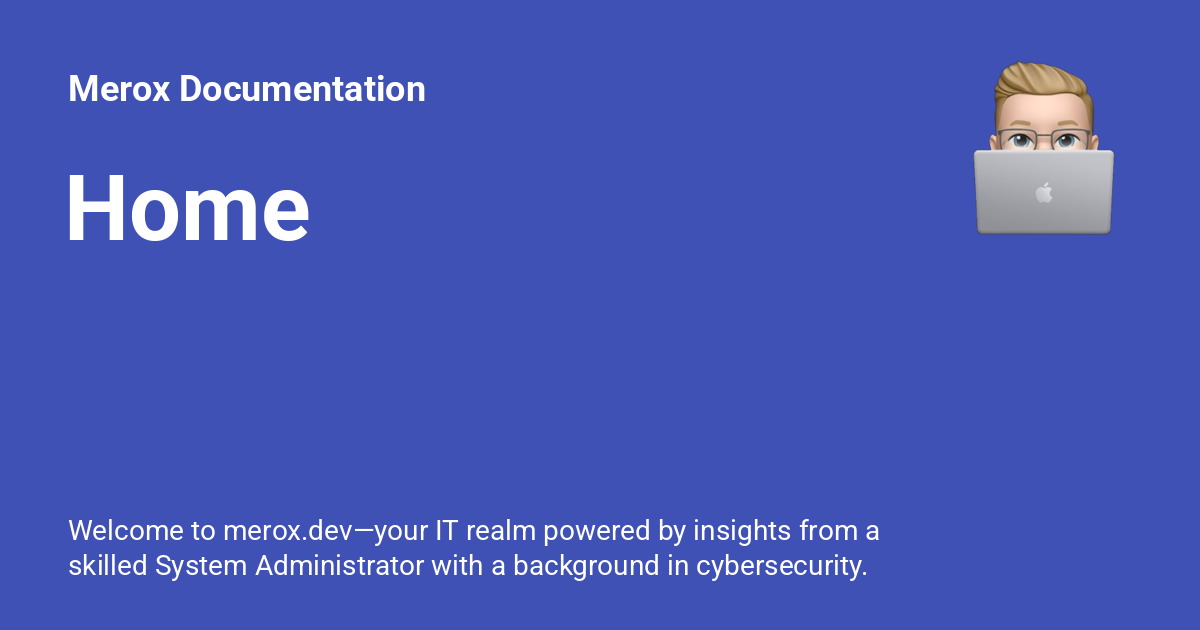 Merox Documentation
Home
Welcome to merox.dev—your IT realm powered by insights from a
skilled System Administrator with a background in cybersecurity.